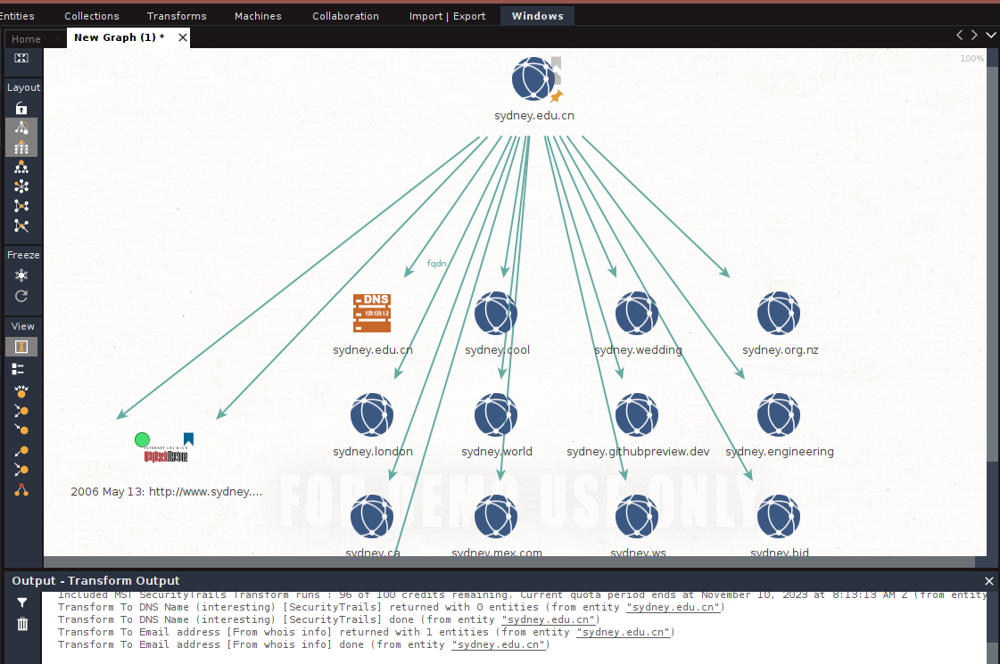 Entities Collections Transforms Machines Collaboration Import | Export Windows
Home New Graph (1) *
100%
Layout
Freeze
View
sydney.edu.cn
fqdn
DNS
sydney.edu.cn sydney.cool sydney.wedding sydney.org.nz
sydney.london sydney.world sydney.githubpreview.dev sydney.engineering
INTERNET ARCHIVE
WayBackMachine
2006 May 13: http://www.sydney....
FOR DEMO USE ONLY
sydney.ca sydney.mex.com sydney.ws sydney.bid
Output - Transform Output
Included MST SecurityTrails Transform runs : 96 of 100 credits remaining. Current quota period ends at November 10, 2023 at 8:13:13 AM Z (from entity
Transform To DNS Name (interesting) [SecurityTrails] returned with 0 entities (from entity "sydney.edu.cn")
Transform To DNS Name (interesting) [SecurityTrails] done (from entity "sydney.edu.cn")
Transform To Email address [From whois info] returned with 1 entities (from entity "sydney.edu.cn")
Transform To Email address [From whois info] done (from entity "sydney.edu.cn")